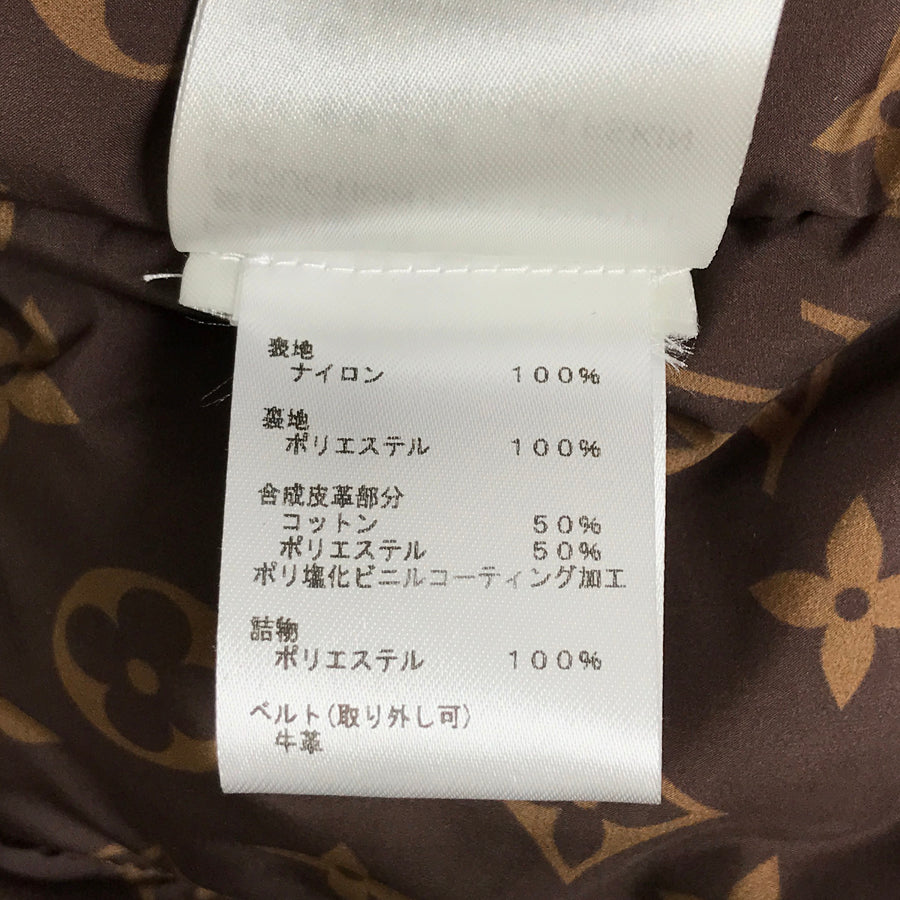 表地
ナイロン 100%
裏地
ポリエステル 100%
合成皮革部分
コットン 50%
ポリエステル 50%
ポリ塩化ビニルコーティング加工
詰物
ポリエステル 100%
ベルト(取り外し可)
牛革